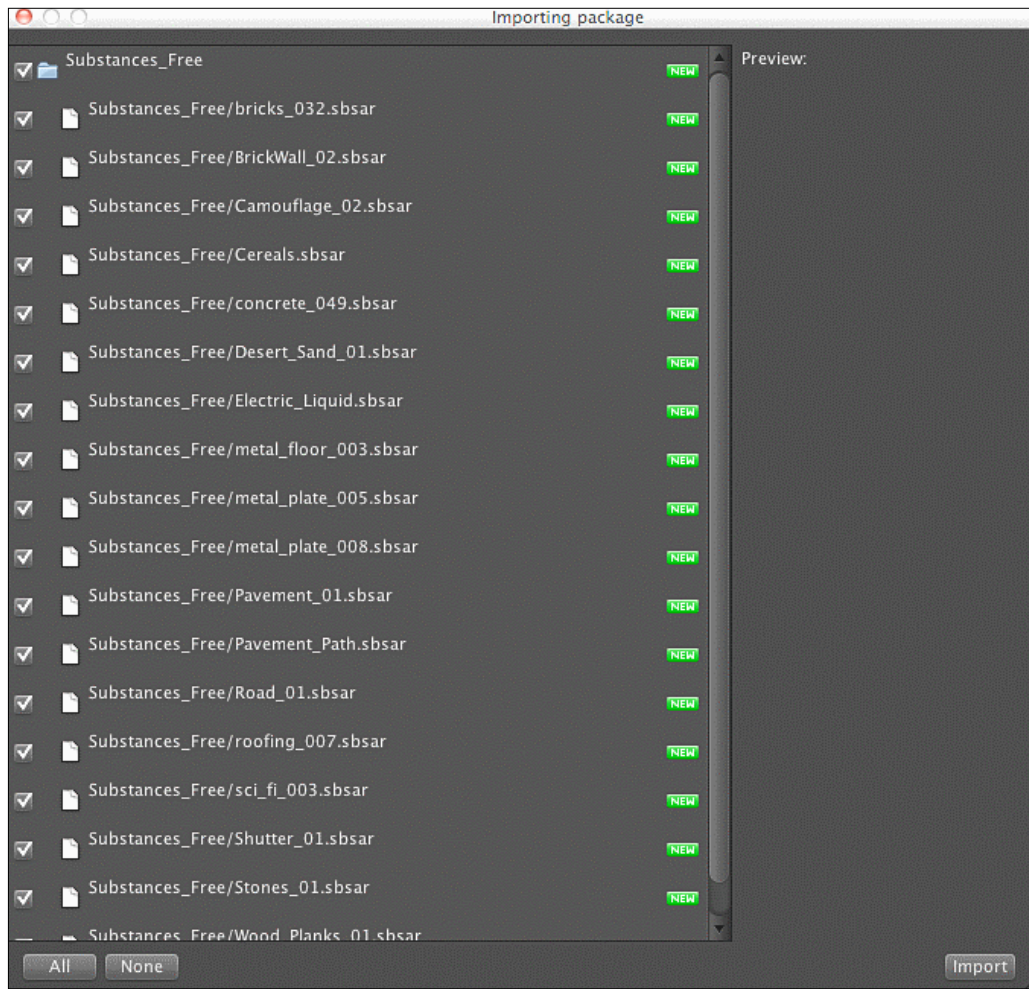 Importing package
Substances_Free NEW
Preview:
Substances_Free/bricks_032.sbsar NEW
Substances_Free/BrickWall_02.sbsar NEW
Substances_Free/Camouflage_02.sbsar NEW
Substances_Free/Cereals.sbsar NEW
Substances_Free/concrete_049.sbsar NEW
Substances_Free/Desert_Sand_01.sbsar NEW
Substances_Free/Electric_Liquid.sbsar NEW
Substances_Free/metal_floor_003.sbsar NEW
Substances_Free/metal_plate_005.sbsar NEW
Substances_Free/metal_plate_008.sbsar NEW
Substances_Free/Pavement_01.sbsar NEW
Substances_Free/Pavement_Path.sbsar NEW
Substances_Free/Road_01.sbsar NEW
Substances_Free/roofing_007.sbsar NEW
Substances_Free/sci_fi_003.sbsar NEW
Substances_Free/Shutter_01.sbsar NEW
Substances_Free/Stones_01.sbsar NEW
Substances_Free/Wood_Planks_01.sbsar
All None Import